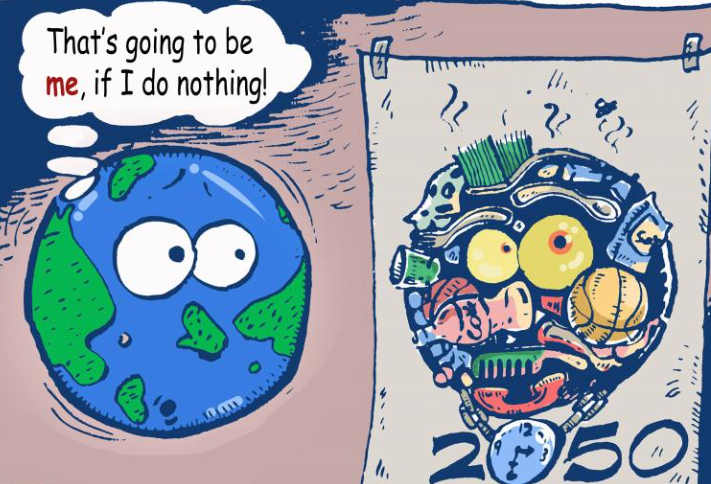 That's going to be
me, if I do nothing!
2050